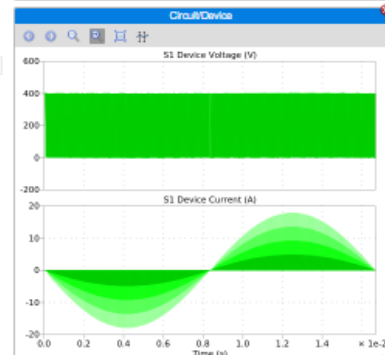 Circuit/Device
S1 Device Voltage (V)
600
400
200
0
-200
S1 Device Current (A)
20
10
0
-10
-20
0.0 0.2 0.4 0.6 0.8 1.0 1.2 1.4 × 1e-2
Time (s)